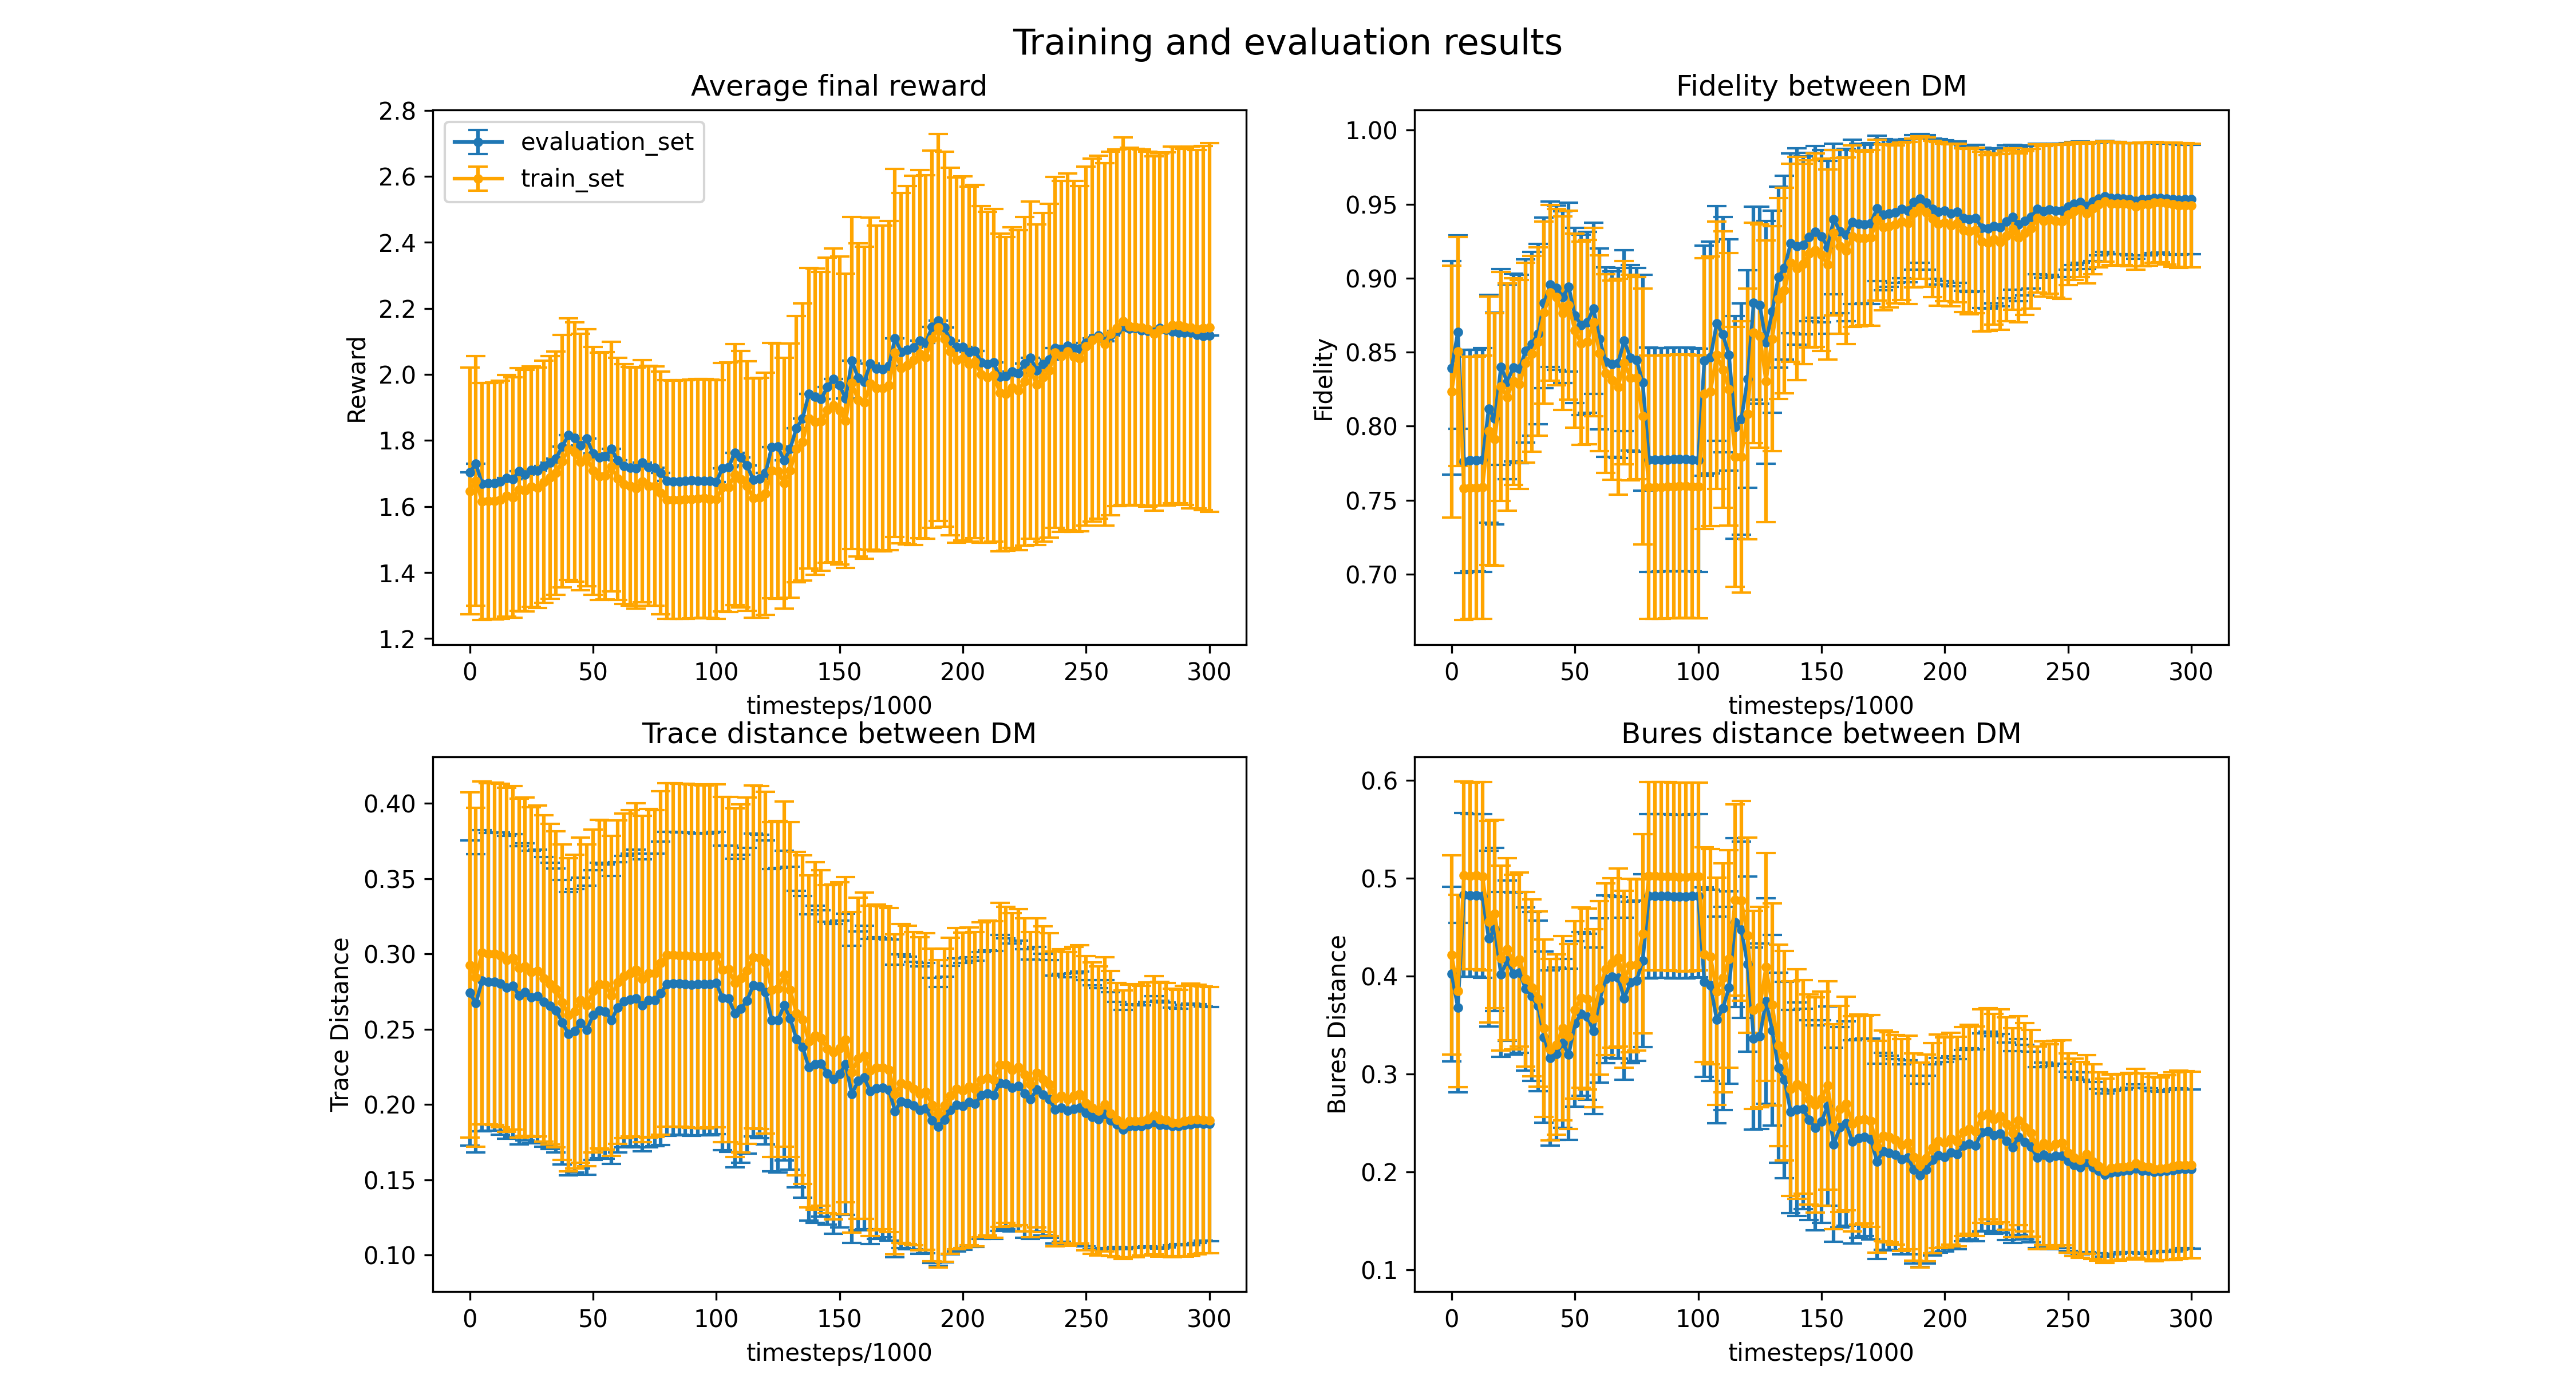 Training and evaluation results
Average final reward
Fidelity between DM
2.8
2.6
2.4
2.2
2.0
1.8
1.6
1.4
1.2
Reward
evaluation_set
train_set
0 50 100 150 200 250 300
timesteps/1000
1.00
0.95
0.90
0.85
0.80
0.75
0.70
Fidelity
0 50 100 150 200 250 300
timesteps/1000
Trace distance between DM
Bures distance between DM
0.40
0.35
0.30
0.25
0.20
0.15
0.10
Trace Distance
0 50 100 150 200 250 300
timesteps/1000
0.6
0.5
0.4
0.3
0.2
0.1
Bures Distance
0 50 100 150 200 250 300
timesteps/1000